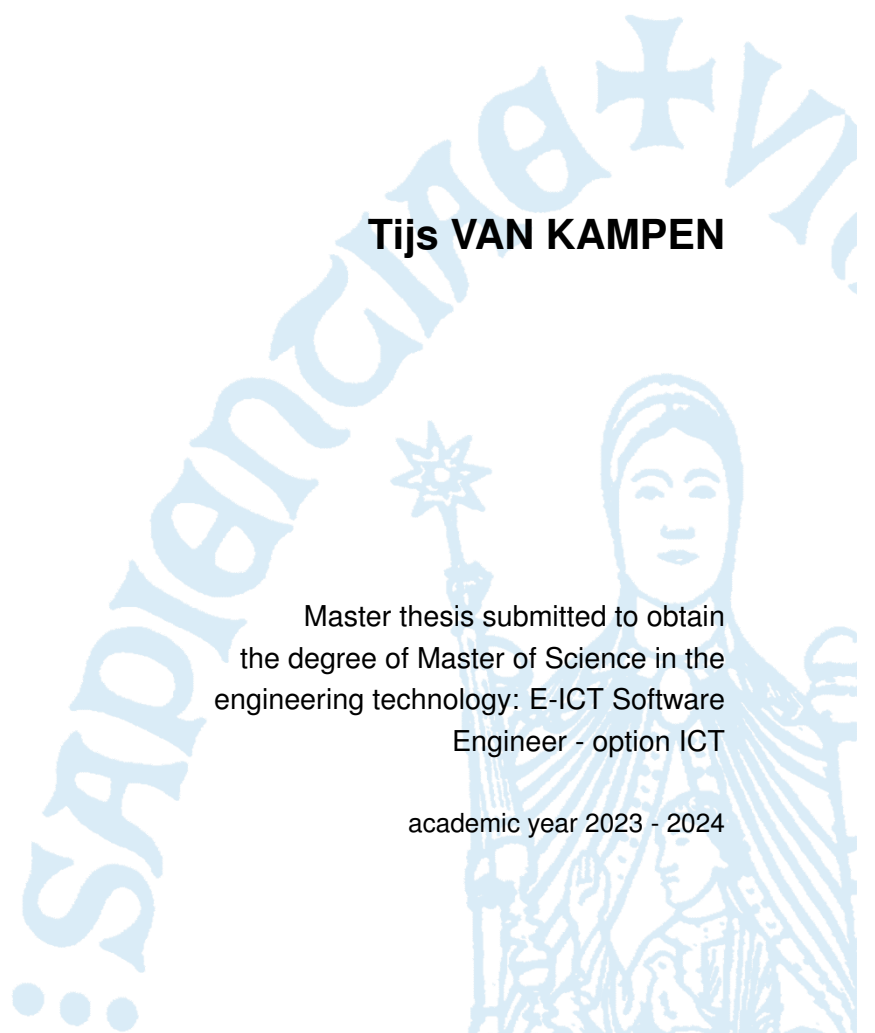 SAPIENTIAE
Tijs VAN KAMPEN
Master thesis submitted to obtain
the degree of Master of Science in the
engineering technology: E-ICT Software
Engineer - option ICT
academic year 2023 - 2024